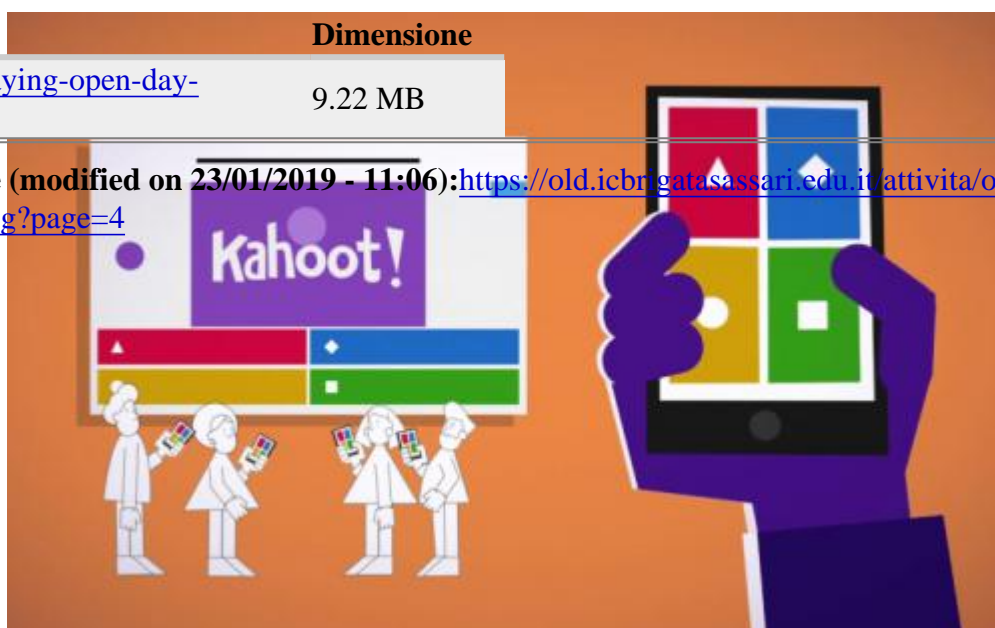 Dimensione
ying-open-day-
9.22 MB
(modified on 23/01/2019 - 11:06):https://old.icbrigatasassari.edu.it/attivita/o
g?page=4
Kahoot!